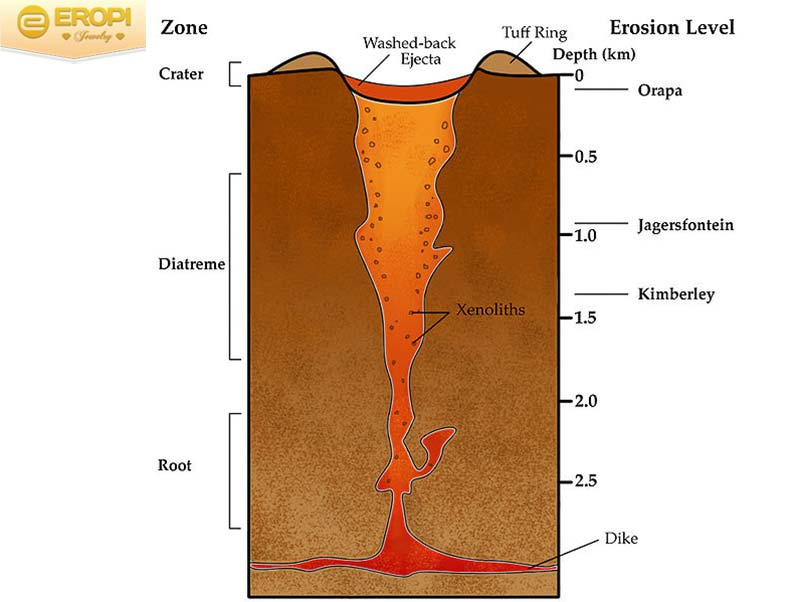 EROPI
Jewelry
Zone
Erosion Level
Washed-back
Ejecta
Tuff Ring
Depth (km)
Crater
0
Orapa
0.5
Jagersfontein
1.0
Diatreme
Kimberley
Xenoliths
1.5
2.0
Root
2.5
Dike